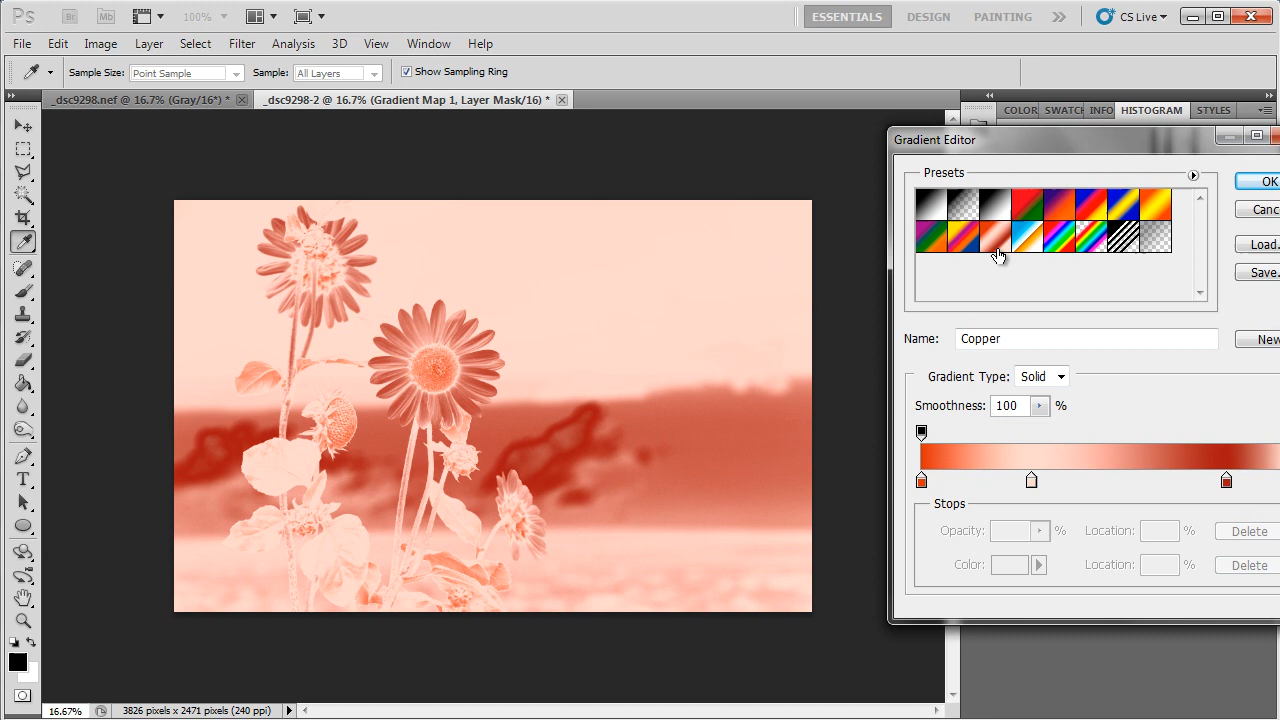 Ps Br Mb 100% ESSENTIALS DESIGN PAINTING CS Live
File Edit Image Layer Select Filter Analysis 3D View Window Help
Sample Size: Point Sample Sample: All Layers Show Sampling Ring
_dsc9298.nef @ 16.7% (Gray/16*) * _dsc9298-2 @ 16.7% (Gradient Map 1, Layer Mask/16) *
COLOR SWATCH INFO HISTOGRAM STYLES
Gradient Editor
Presets
OK
Canc
Load.
Save.
Name: Copper New
Gradient Type: Solid
Smoothness: 100 %
Stops
Opacity: % Location: % Delete
Color: Location: % Delete
T
16.67% 3826 pixels x 2471 pixels (240 ppi)